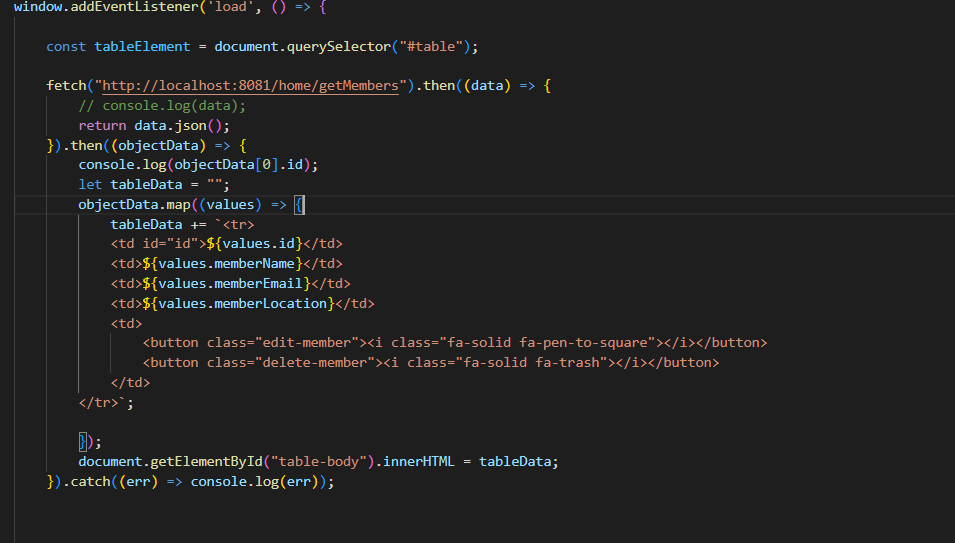 window.addEventListener('load', () => {
const tableElement = document.querySelector("#table");
fetch("http://localhost:8081/home/getMembers").then((data) => {
// console.log(data);
return data.json();
}).then((objectData) => {
console.log(objectData[0].id);
let tableData = "";
objectData.map((values) => {
tableData += `<tr>
<td id="id">${values.id}</td>
<td>${values.memberName}</td>
<td>${values.memberEmail}</td>
<td>${values.memberLocation}</td>
<td>
<button class="edit-member"><i class="fa-solid fa-pen-to-square"></i></button>
<button class="delete-member"><i class="fa-solid fa-trash"></i></button>
</td>
</tr>`;
});
document.getElementById("table-body").innerHTML = tableData;
}).catch((err) => console.log(err));